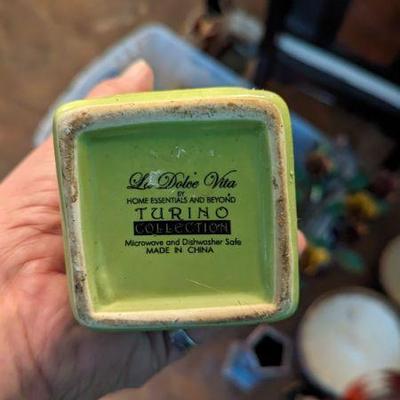 La Dolce Vita
BY
HOME ESSENTIALS AND BEYOND
TURINO
COLLECTION
Microwave and Dishwasher Safe
MADE IN CHINA